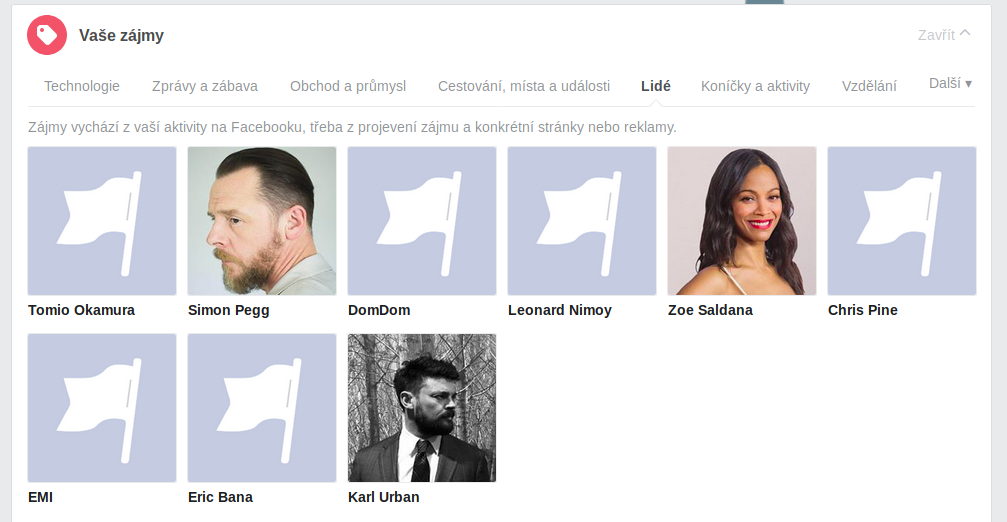 Vaše zájmy
Zavřít
Technologie Zprávy a zábava Obchod a průmysl Cestování, místa a události Lidé Koníčky a aktivity Vzdělání Další ▾
Zájmy vychází z vaší aktivity na Facebooku, třeba z projevení zájmu a konkrétní stránky nebo reklamy.
Tomio Okamura Simon Pegg DomDom Leonard Nimoy Zoe Saldana Chris Pine
EMI Eric Bana Karl Urban